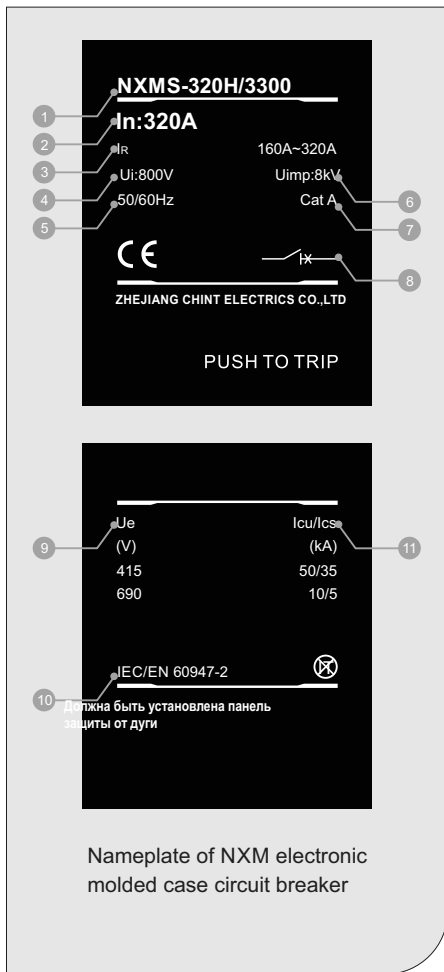 NXMS-320H/3300
1
In:320A
2
IR 160A~320A
3
Ui:800V Uimp:8kV
4 6
50/60Hz Cat A
5 7
CE
8
ZHEJIANG CHINT ELECTRICS CO.,LTD
PUSH TO TRIP
Ue Icu/Ics
9 (V) (kA) 11
415 50/35
690 10/5
IEC/EN 60947-2 IT
10 Должна быть установлена панель
защиты от дуги
Nameplate of NXM electronic
molded case circuit breaker